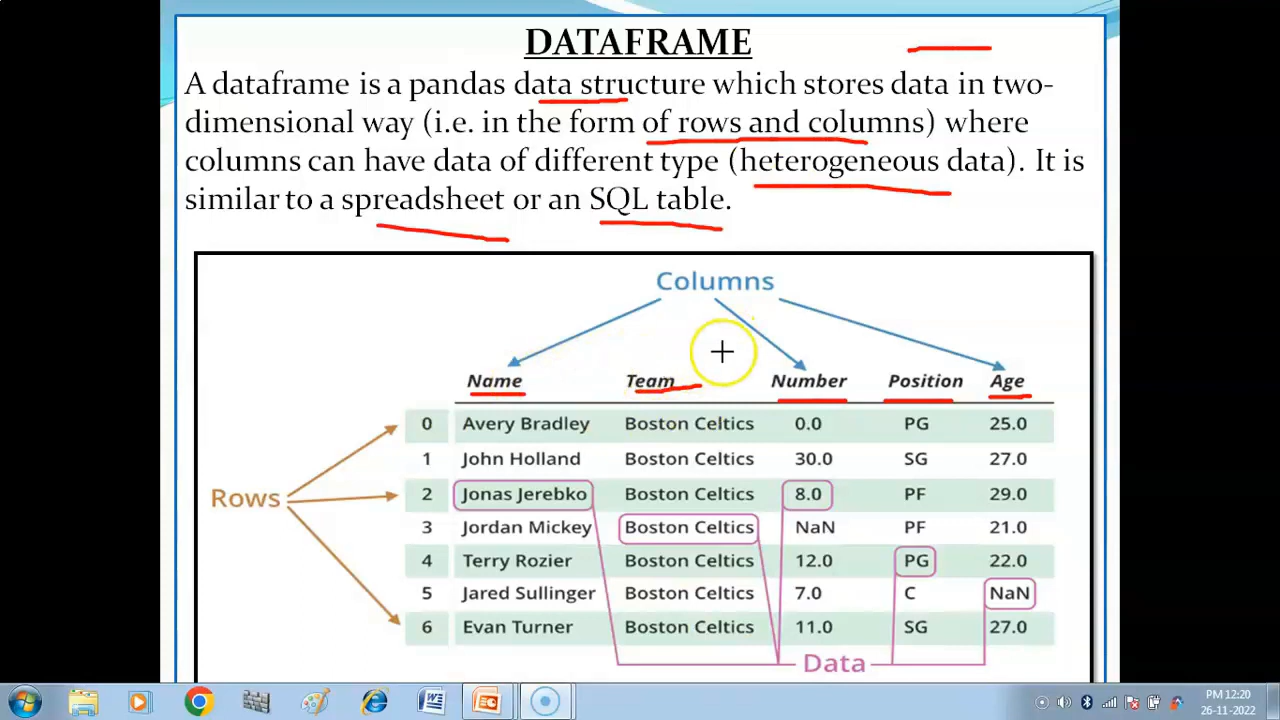 DATAFRAME
A dataframe is a pandas data structure which stores data in two-
dimensional way (i.e. in the form of rows and columns) where
columns can have data of different type (heterogeneous data). It is
similar to a spreadsheet or an SQL table.
Columns
Name Team Number Position Age
0 Avery Bradley Boston Celtics 0.0 PG 25.0
1 John Holland Boston Celtics 30.0 SG 27.0
Rows
2 Jonas Jerebko Boston Celtics 8.0 PF 29.0
3 Jordan Mickey Boston Celtics NaN PF 21.0
4 Terry Rozier Boston Celtics 12.0 PG 22.0
5 Jared Sullinger Boston Celtics 7.0 C NaN
6 Evan Turner Boston Celtics 11.0 SG 27.0
Data
PM 12:20
26-11-2022